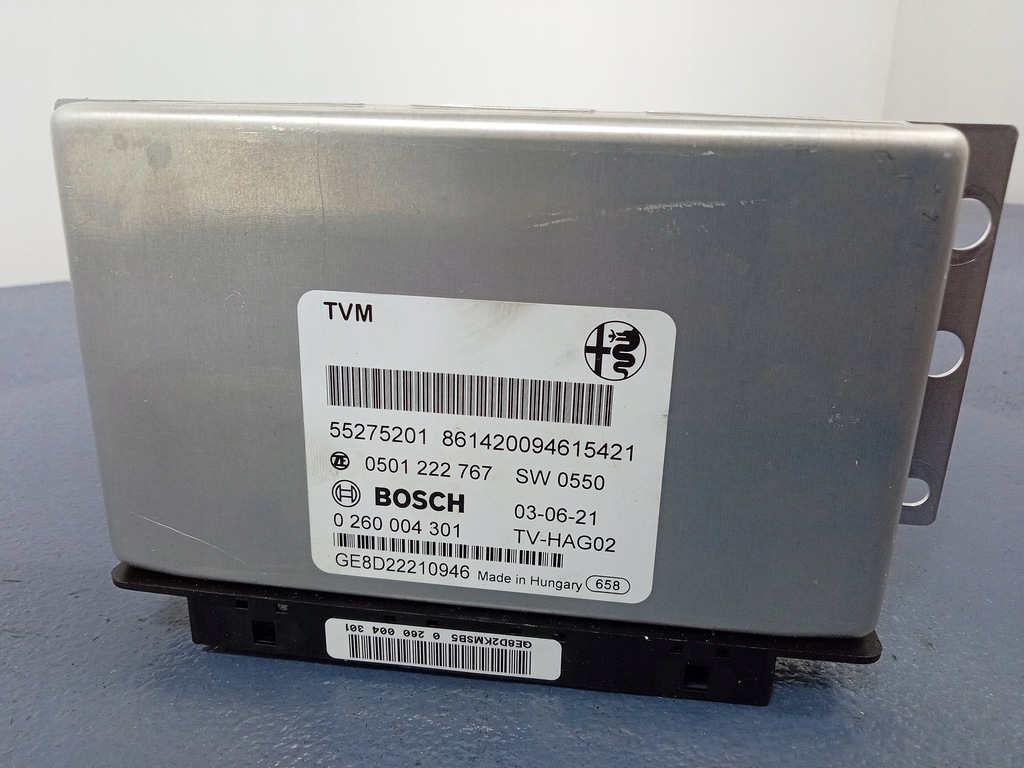 TVM
55275201 861420094615421
ZF 0501 222 767 SW 0550
BOSCH 03-06-21
0 260 004 301 TV-HAG02
GE8D22210946 Made in Hungary 658
GE8D2KMSB5 0 260 004 301